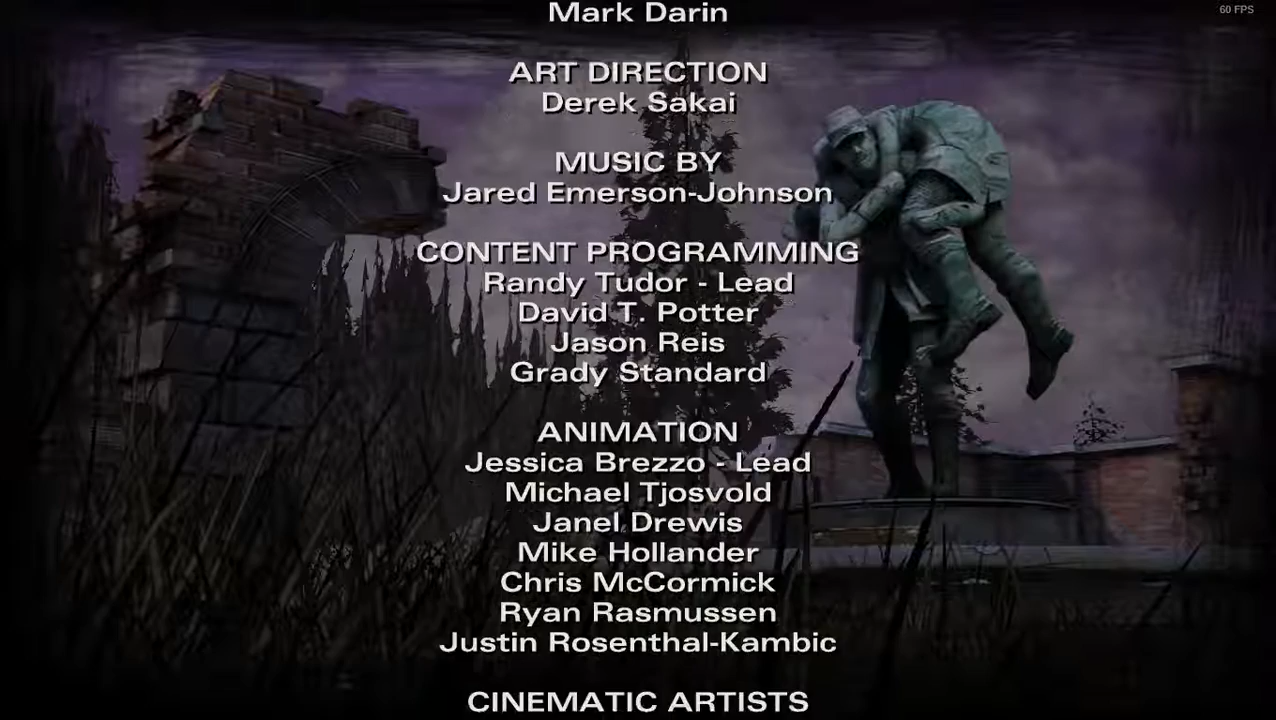 60 FPS
Mark Darin
ART DIRECTION
Derek Sakai
MUSIC BY
Jared Emerson-Johnson
CONTENT PROGRAMMING
Randy Tudor - Lead
David T. Potter
Jason Reis
Grady Standard
ANIMATION
Jessica Brezzo - Lead
Michael Tjosvold
Janel Drewis
Mike Hollander
Chris McCormick
Ryan Rasmussen
Justin Rosenthal-Kambic
CINEMATIC ARTISTS